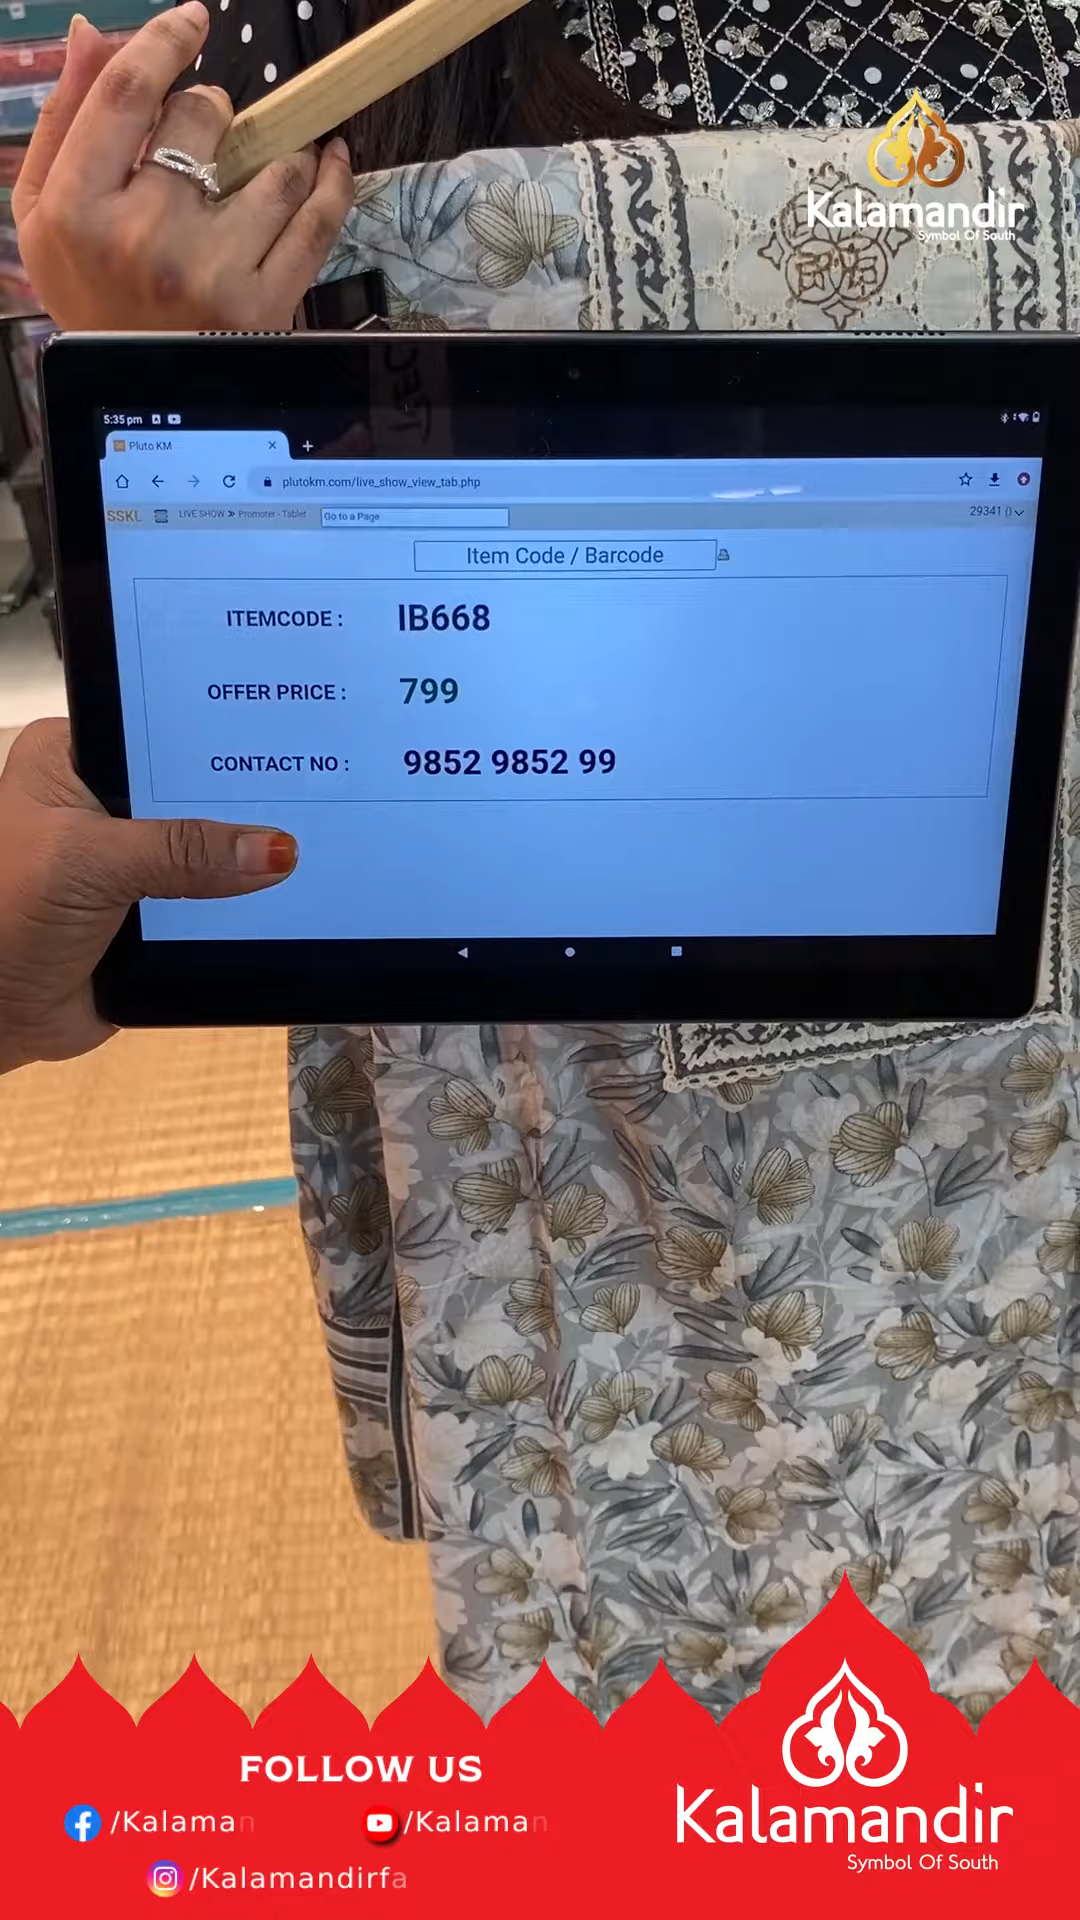 Kalamandir
Symbol Of South
5:35 pm
Pluto KM
plutokm.com/live_show_view_tab.php
SSKL
LIVE SHOW >> Promoter - Tablet
Go to a Page
29341 ()
Item Code / Barcode
ITEMCODE : IB668
OFFER PRICE : 799
CONTACT NO : 9852 9852 99
FOLLOW US
/Kalaman
/Kalaman
/Kalamandirfa
Kalamandir
Symbol Of South